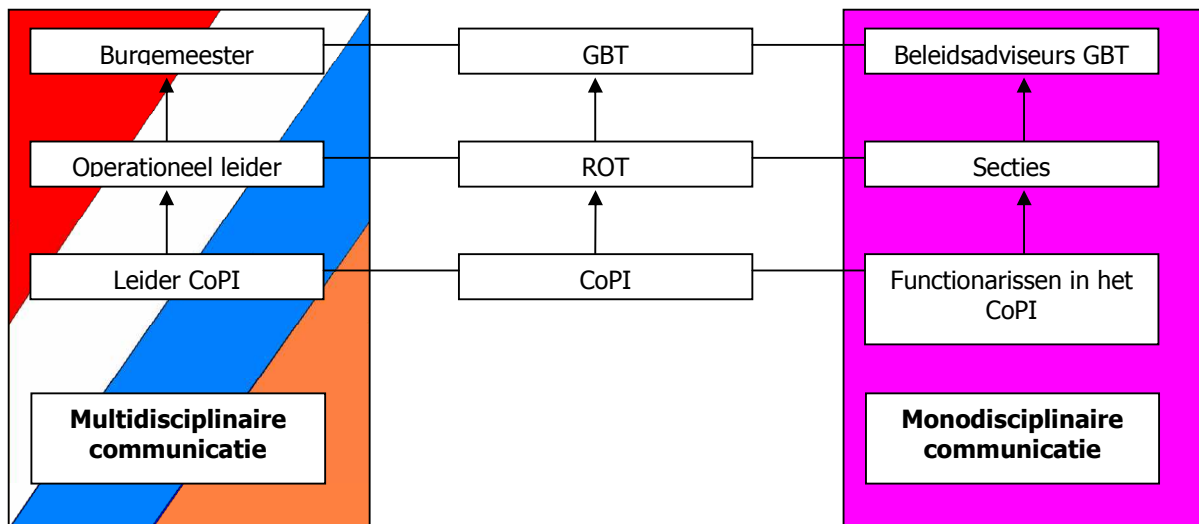 Burgemeester
GBT
Beleidsadviseurs GBT
Operationeel leider
ROT
Secties
Leider CoPI
CoPI
Functionarissen in het
CoPI
Multidisciplinaire
communicatie
Monodisciplinaire
communicatie